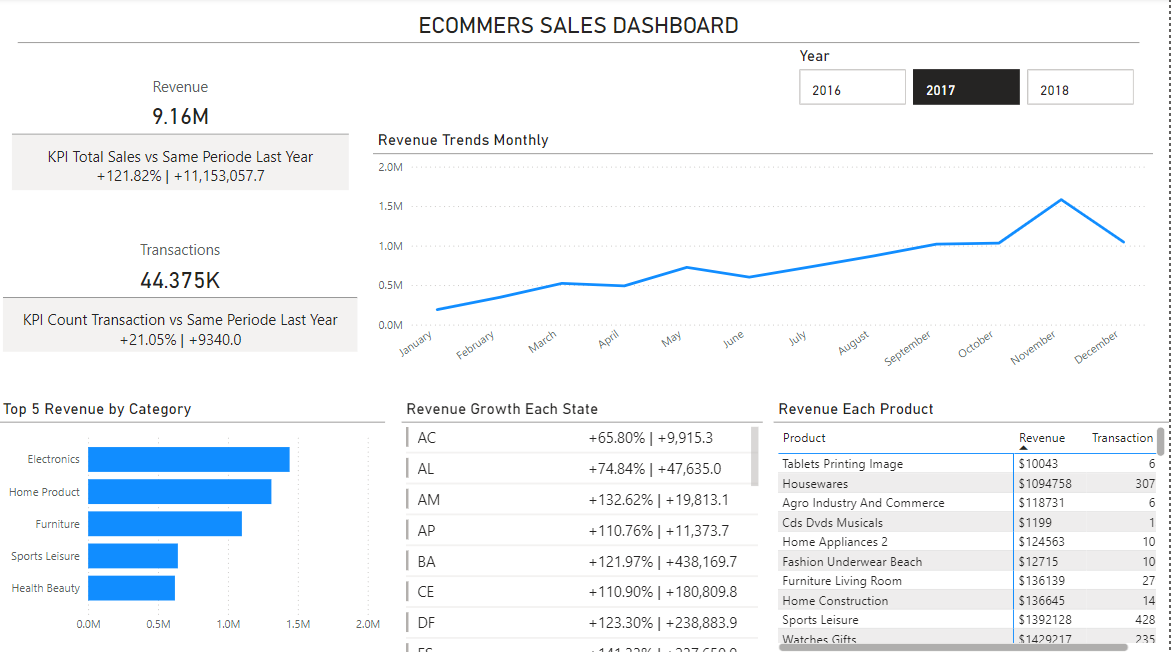 ECOMMERS SALES DASHBOARD
Year
2016
2017
2018
Revenue
9.16M
KPI Total Sales vs Same Periode Last Year
+121.82% | +11,153,057.7
Transactions
44.375K
KPI Count Transaction vs Same Periode Last Year
+21.05% | +9340.0
Revenue Trends Monthly
2.0M
1.5M
1.0M
0.5M
0.0M
January
February
March
April
May
June
July
August
September
October
November
December
Top 5 Revenue by Category
Electronics
Home Product
Furniture
Sports Leisure
Health Beauty
0.0M 0.5M 1.0M 1.5M 2.0M
Revenue Growth Each State
AC +65.80% | +9,915.3
AL +74.84% | +47,635.0
AM +132.62% | +19,813.1
AP +110.76% | +11,373.7
BA +121.97% | +438,169.7
CE +110.90% | +180,809.8
DF +123.30% | +238,883.9
Revenue Each Product
Product Revenue Transaction
Tablets Printing Image $10043 6
Housewares $1094758 307
Agro Industry And Commerce $118731 6
Cds Dvds Musicals $1199 1
Home Appliances 2 $124563 10
Fashion Underwear Beach $12715 10
Furniture Living Room $136139 27
Home Construction $136645 14
Sports Leisure $1392128 428
Watches Gifts $1429217 235